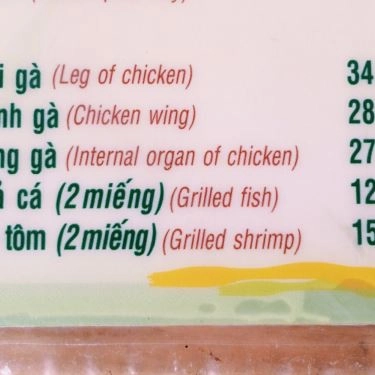 i gà (Leg of chicken) 34
nh gà (Chicken wing) 28
ng gà (Internal organ of chicken) 27
ả cá (2 miếng) (Grilled fish) 12
tôm (2 miếng) (Grilled shrimp) 15